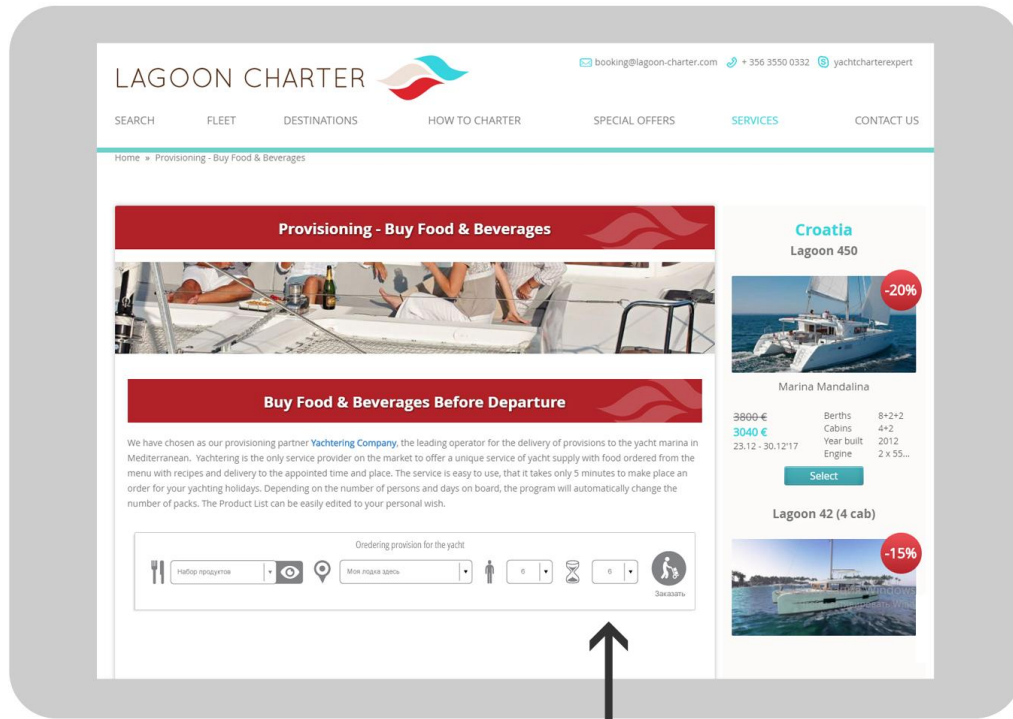 LAGOON CHARTER
booking@lagoon-charter.com + 356 3550 0332 yachtcharterexpert
SEARCH FLEET DESTINATIONS HOW TO CHARTER SPECIAL OFFERS SERVICES CONTACT US
Home » Provisioning - Buy Food & Beverages
Provisioning - Buy Food & Beverages
Buy Food & Beverages Before Departure
We have chosen as our provisioning partner Yachtering Company, the leading operator for the delivery of provisions to the yacht marina in
Mediterranean. Yachtering is the only service provider on the market to offer a unique service of yacht supply with food ordered from the
menu with recipes and delivery to the appointed time and place. The service is easy to use, that it takes only 5 minutes to make place an
order for your yachting holidays. Depending on the number of persons and days on board, the program will automatically change the
number of packs. The Product List can be easily edited to your personal wish.
Oredering provision for the yacht
Набор продуктов
Моя лодка здесь
6
6
Заказать
Croatia
Lagoon 450
-20%
Marina Mandalina
3800 €
3040 €
23.12 - 30.12'17
Berths 8+2+2
Cabins 4+2
Year built 2012
Engine 2 x 55...
Select
Lagoon 42 (4 cab)
-15%